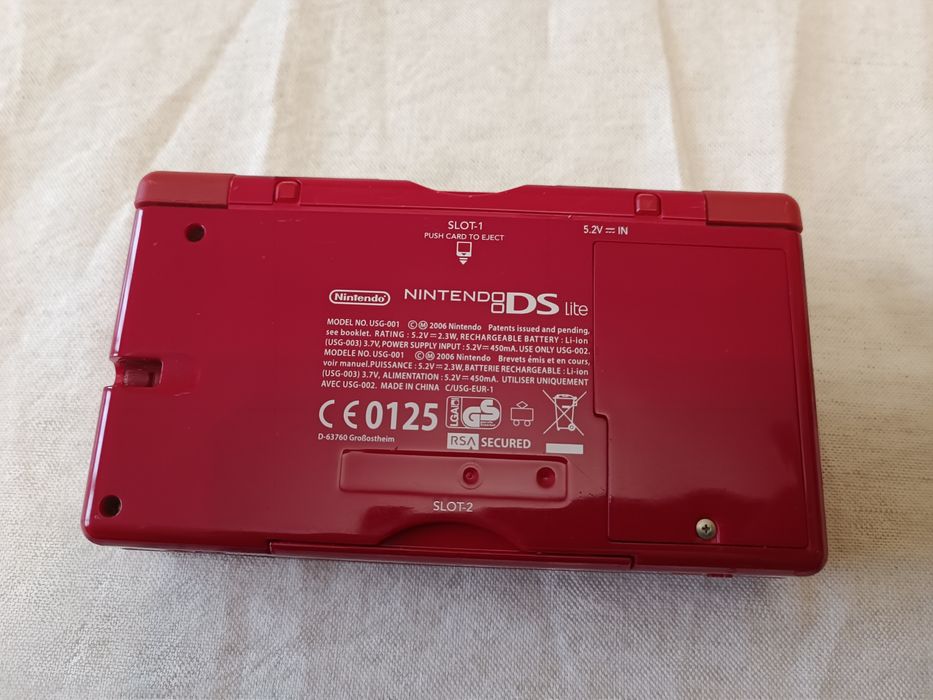 SLOT-1
PUSH CARD TO EJECT
5.2V ⎓ IN
Nintendo NINTENDO DS Lite
MODEL NO. USG-001 ©Ⓜ 2006 Nintendo Patents issued and pending,
see booklet. RATING : 5.2V⎓2.3W, RECHARGEABLE BATTERY : Li-ion
(USG-003) 3.7V, POWER SUPPLY INPUT : 5.2V⎓450mA. USE ONLY USG-002.
MODELE NO. USG-001 ©Ⓜ 2006 Nintendo Brevets émis et en cours,
voir manuel.PUISSANCE : 5.2V⎓2.3W, BATTERIE RECHARGEABLE : Li-ion
(USG-003) 3.7V, ALIMENTATION : 5.2V⎓450mA. UTILISER UNIQUEMENT
AVEC USG-002. MADE IN CHINA C/USG-EUR-1
CE0125 LGAI GS
D-63760 Großostheim
RSA SECURED
SLOT-2